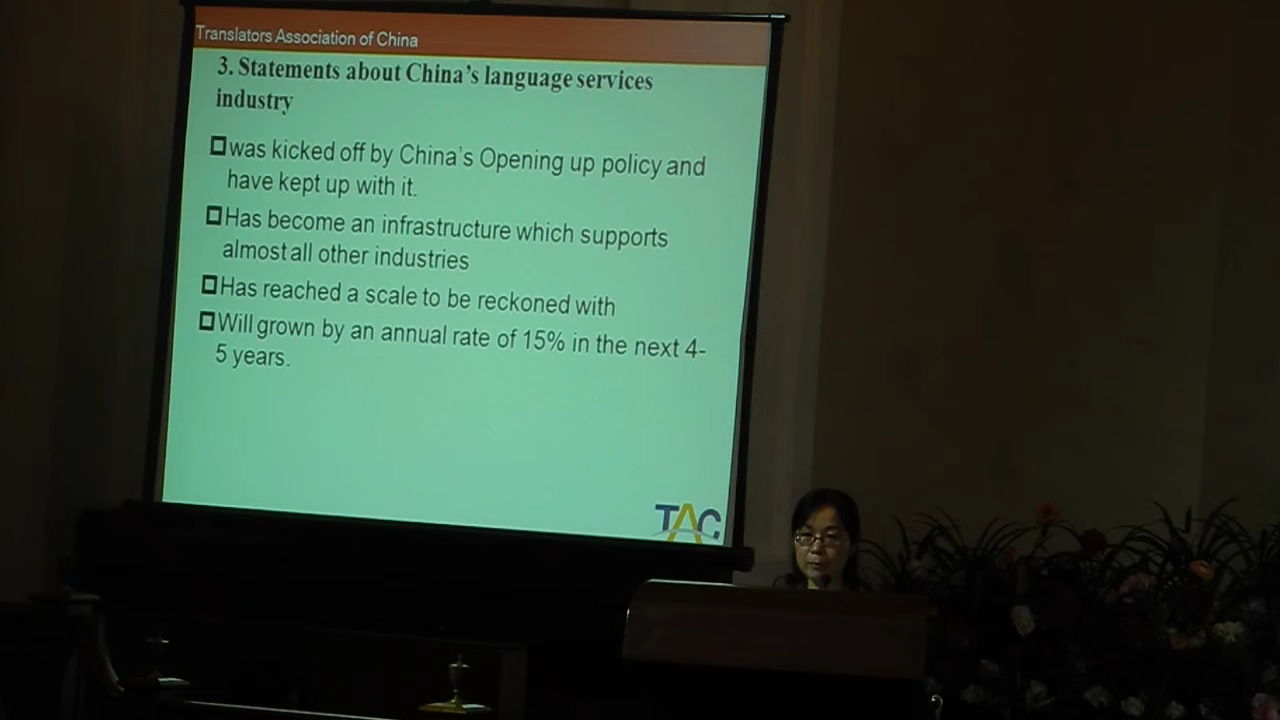 Translators Association of China
3. Statements about China's language services
industry
was kicked off by China's Opening up policy and
have kept up with it.
Has become an infrastructure which supports
almost all other industries
Has reached a scale to be reckoned with
Will grown by an annual rate of 15% in the next 4-
5 years.
TAC